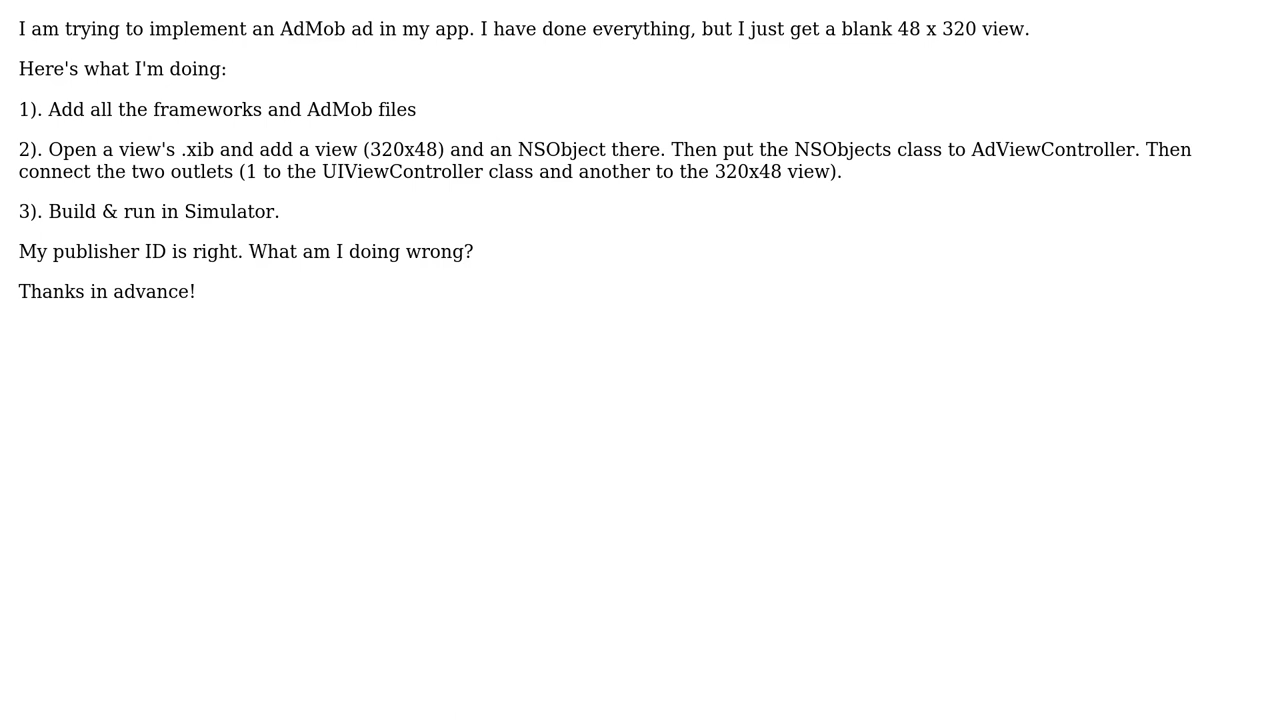 I am trying to implement an AdMob ad in my app. I have done everything, but I just get a blank 48 x 320 view.
Here's what I'm doing:
1). Add all the frameworks and AdMob files
2). Open a view's .xib and add a view (320x48) and an NSObject there. Then put the NSObjects class to AdViewController. Then
connect the two outlets (1 to the UIViewController class and another to the 320x48 view).
3). Build & run in Simulator.
My publisher ID is right. What am I doing wrong?
Thanks in advance!